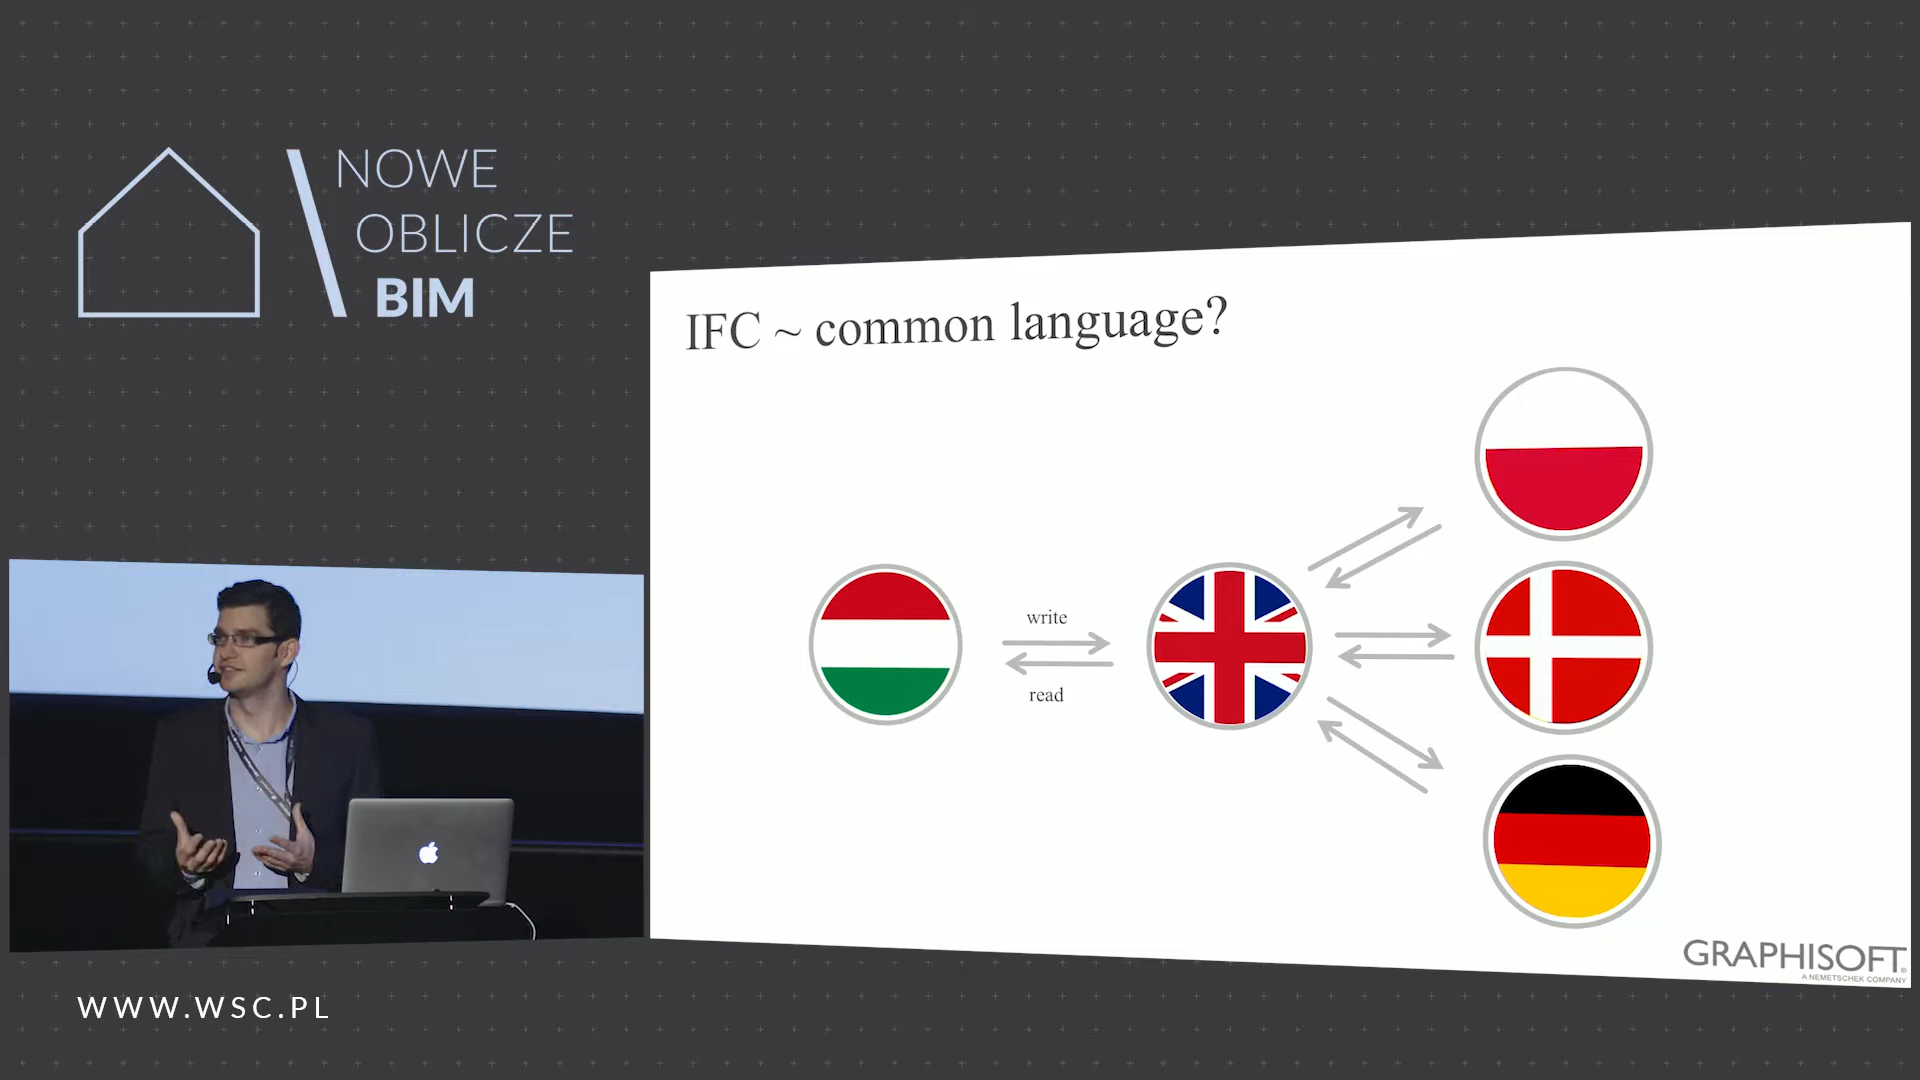 NOWE
OBLICZE
BIM
IFC ~ common language?
write
read
GRAPHISOFT
A NEMETSCHEK COMPANY
WWW.WSC.PL